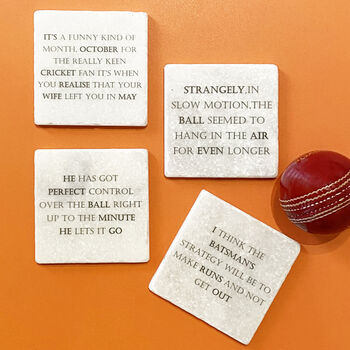 IT'S A FUNNY KIND OF
MONTH, OCTOBER FOR
THE REALLY KEEN
CRICKET FAN IT'S WHEN
YOU REALISE THAT YOUR
WIFE LEFT YOU IN MAY
STRANGELY,IN
SLOW MOTION,THE
BALL SEEMED TO
HANG IN THE AIR
FOR EVEN LONGER
HE HAS GOT
PERFECT CONTROL
OVER THE BALL RIGHT
UP TO THE MINUTE
HE LETS IT GO
I THINK THE
BATSMAN'S
STRATEGY WILL BE TO
MAKE RUNS AND NOT
GET OUT